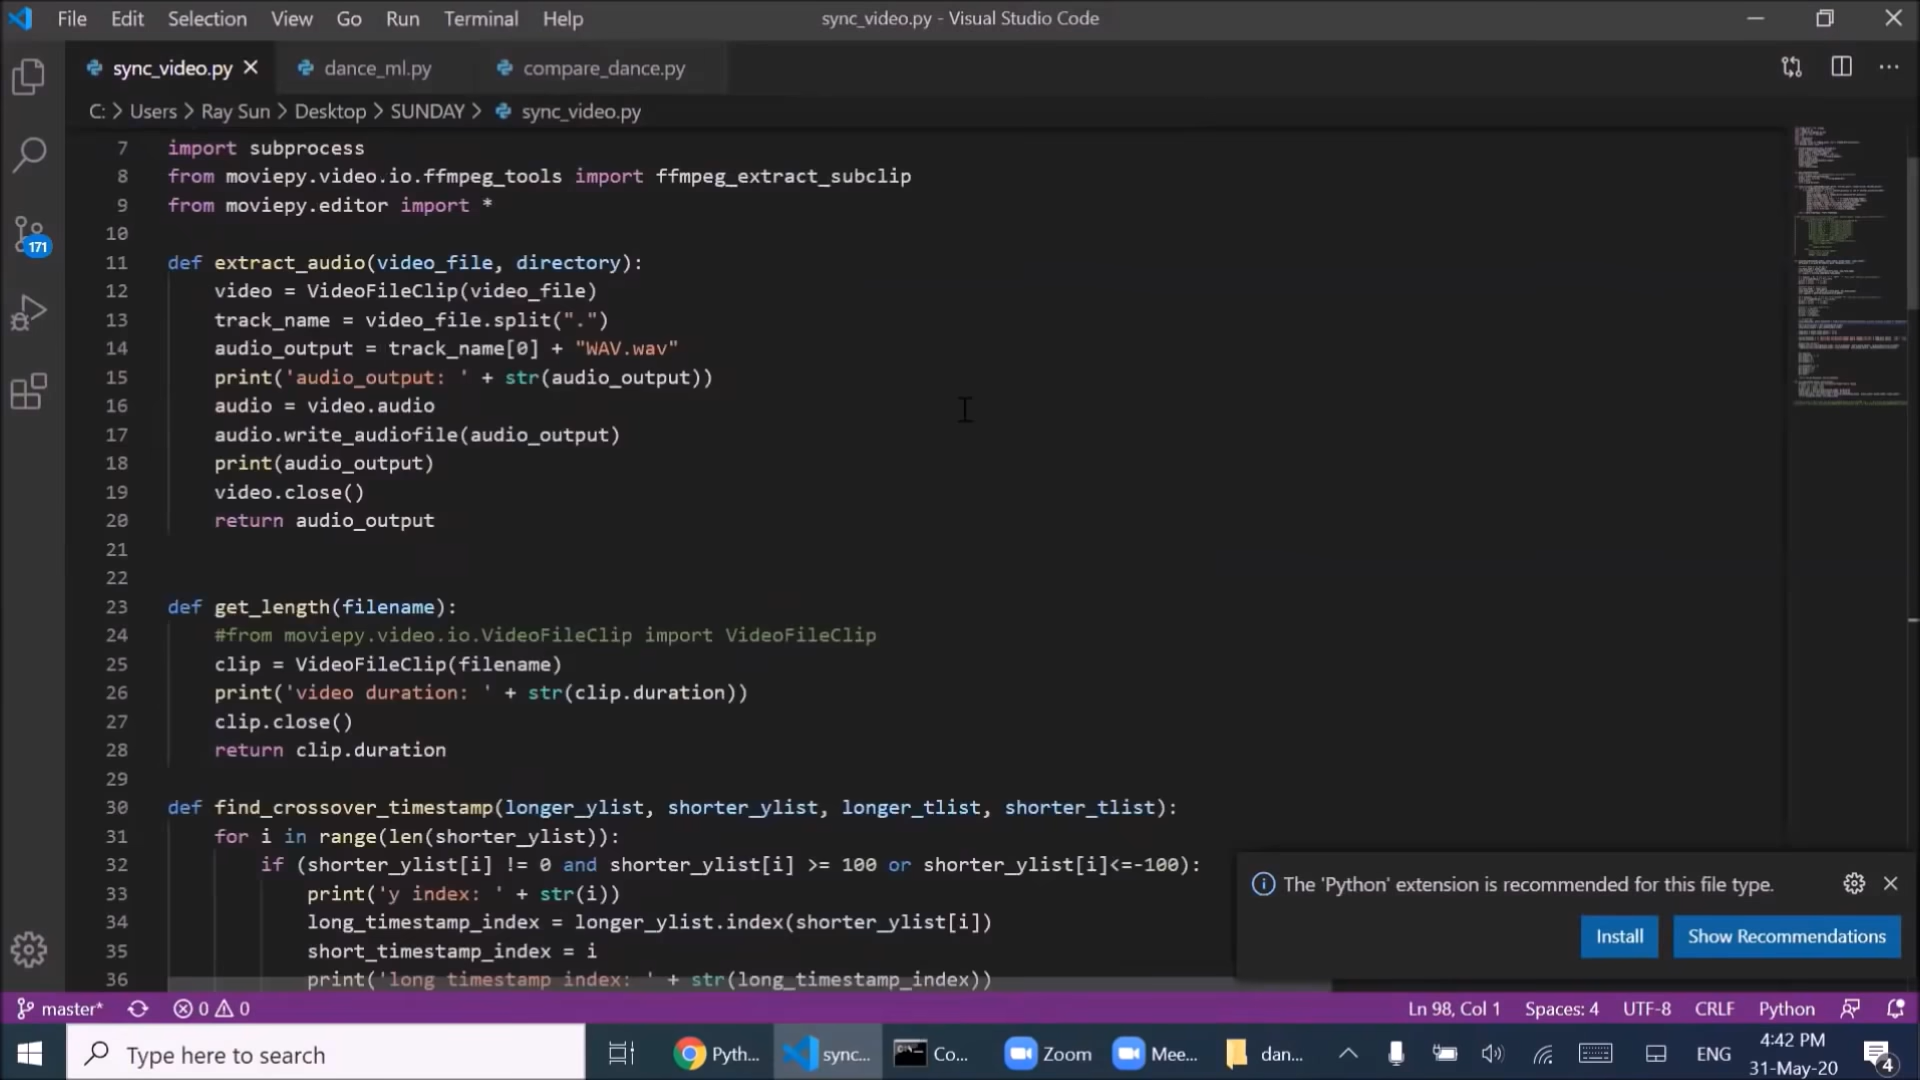 File Edit Selection View Go Run Terminal Help sync_video.py - Visual Studio Code
sync_video.py dance_ml.py compare_dance.py
C: > Users > Ray Sun > Desktop > SUNDAY > sync_video.py
7 import subprocess
8 from moviepy.video.io.ffmpeg_tools import ffmpeg_extract_subclip
9 from moviepy.editor import *
10
11 def extract_audio(video_file, directory):
12 video = VideoFileClip(video_file)
13 track_name = video_file.split(".")
14 audio_output = track_name[0] + "WAV.wav"
15 print('audio_output: ' + str(audio_output))
16 audio = video.audio
17 audio.write_audiofile(audio_output)
18 print(audio_output)
19 video.close()
20 return audio_output
21
22
23 def get_length(filename):
24 #from moviepy.video.io.VideoFileClip import VideoFileClip
25 clip = VideoFileClip(filename)
26 print('video duration: ' + str(clip.duration))
27 clip.close()
28 return clip.duration
29
30 def find_crossover_timestamp(longer_ylist, shorter_ylist, longer_tlist, shorter_tlist):
31 for i in range(len(shorter_ylist)):
32 if (shorter_ylist[i] != 0 and shorter_ylist[i] >= 100 or shorter_ylist[i]<=-100):
33 print('y index: ' + str(i))
34 long_timestamp_index = longer_ylist.index(shorter_ylist[i])
35 short_timestamp_index = i
36 print('long timestamp index: ' + str(long_timestamp_index))
171
The 'Python' extension is recommended for this file type.
Install Show Recommendations
master* 0 0 Ln 98, Col 1 Spaces: 4 UTF-8 CRLF Python
Type here to search Pyth... sync... Co... Zoom Mee... dan... ENG 4:42 PM
31-May-20 4